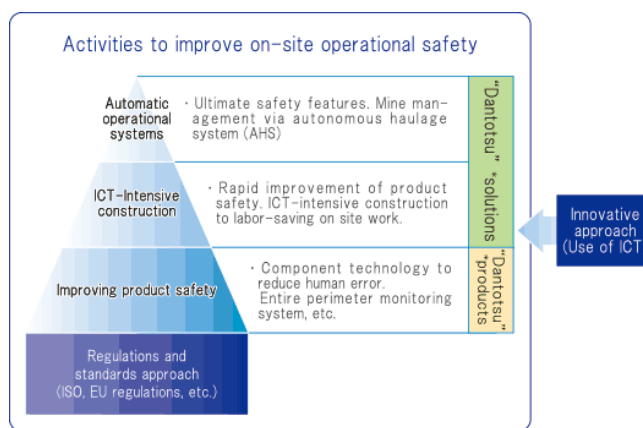 Activities to improve on-site operational safety
Automatic
operational
systems
· Ultimate safety features. Mine man-
agement via autonomous haulage
system (AHS)
ICT-Intensive
construction
· Rapid improvement of product
safety. ICT-intensive construction
to labor-saving on site work.
Improving product safety
· Component technology to
reduce human error.
Entire perimeter monitoring
system, etc.
Regulations and
standards approach
(ISO, EU regulations, etc.)
"Dantotsu" *solutions
"Dantotsu"
*products
Innovative
approach
(Use of ICT